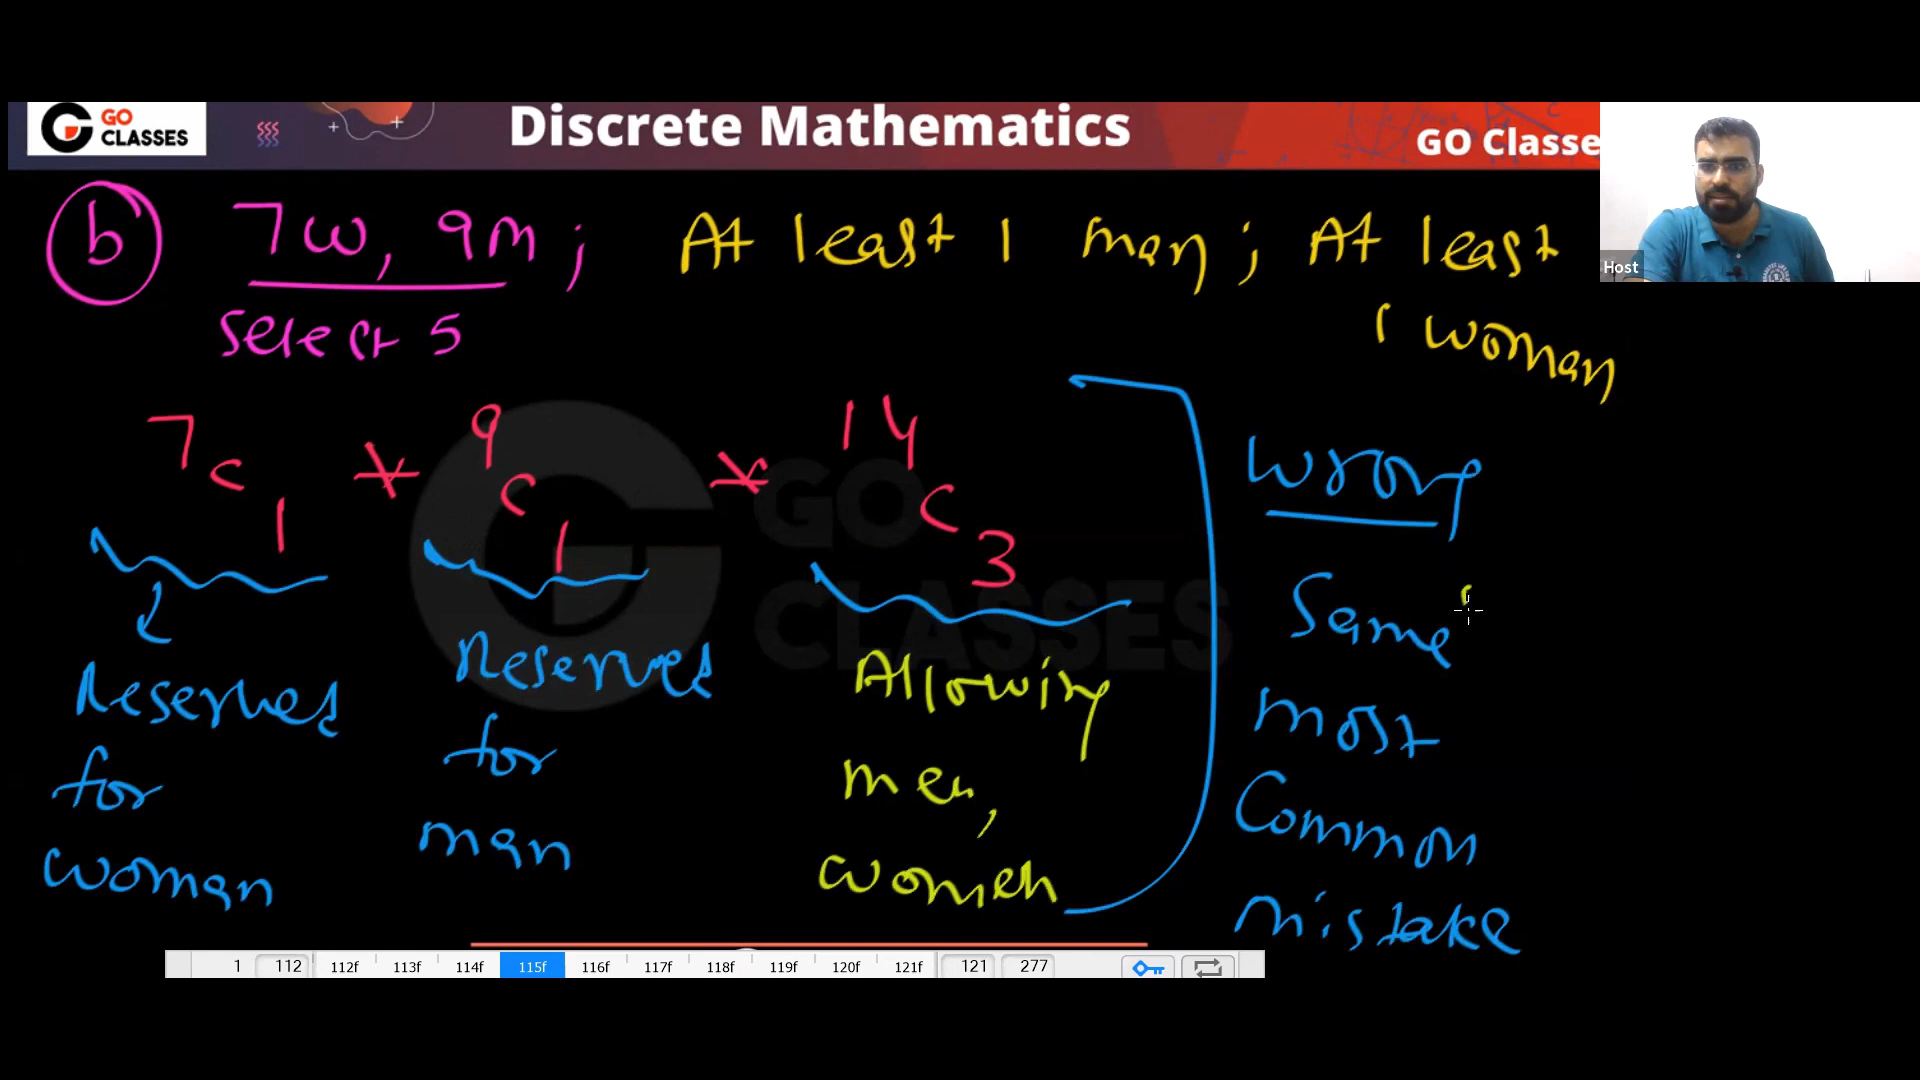 GO
CLASSES
Discrete Mathematics
GO Classe
Host
b 7w, 9m; At least 1 man; At least
1 woman
Select 5
7c1 * 9c1 * 14c3
GO
CLASSES
Wrong
Same
most
Common
mistake
Reserved
for
woman
Reserved
for
man
Allowing
men,
women
1 112 112f 113f 114f 115f 116f 117f 118f 119f 120f 121f 121 277